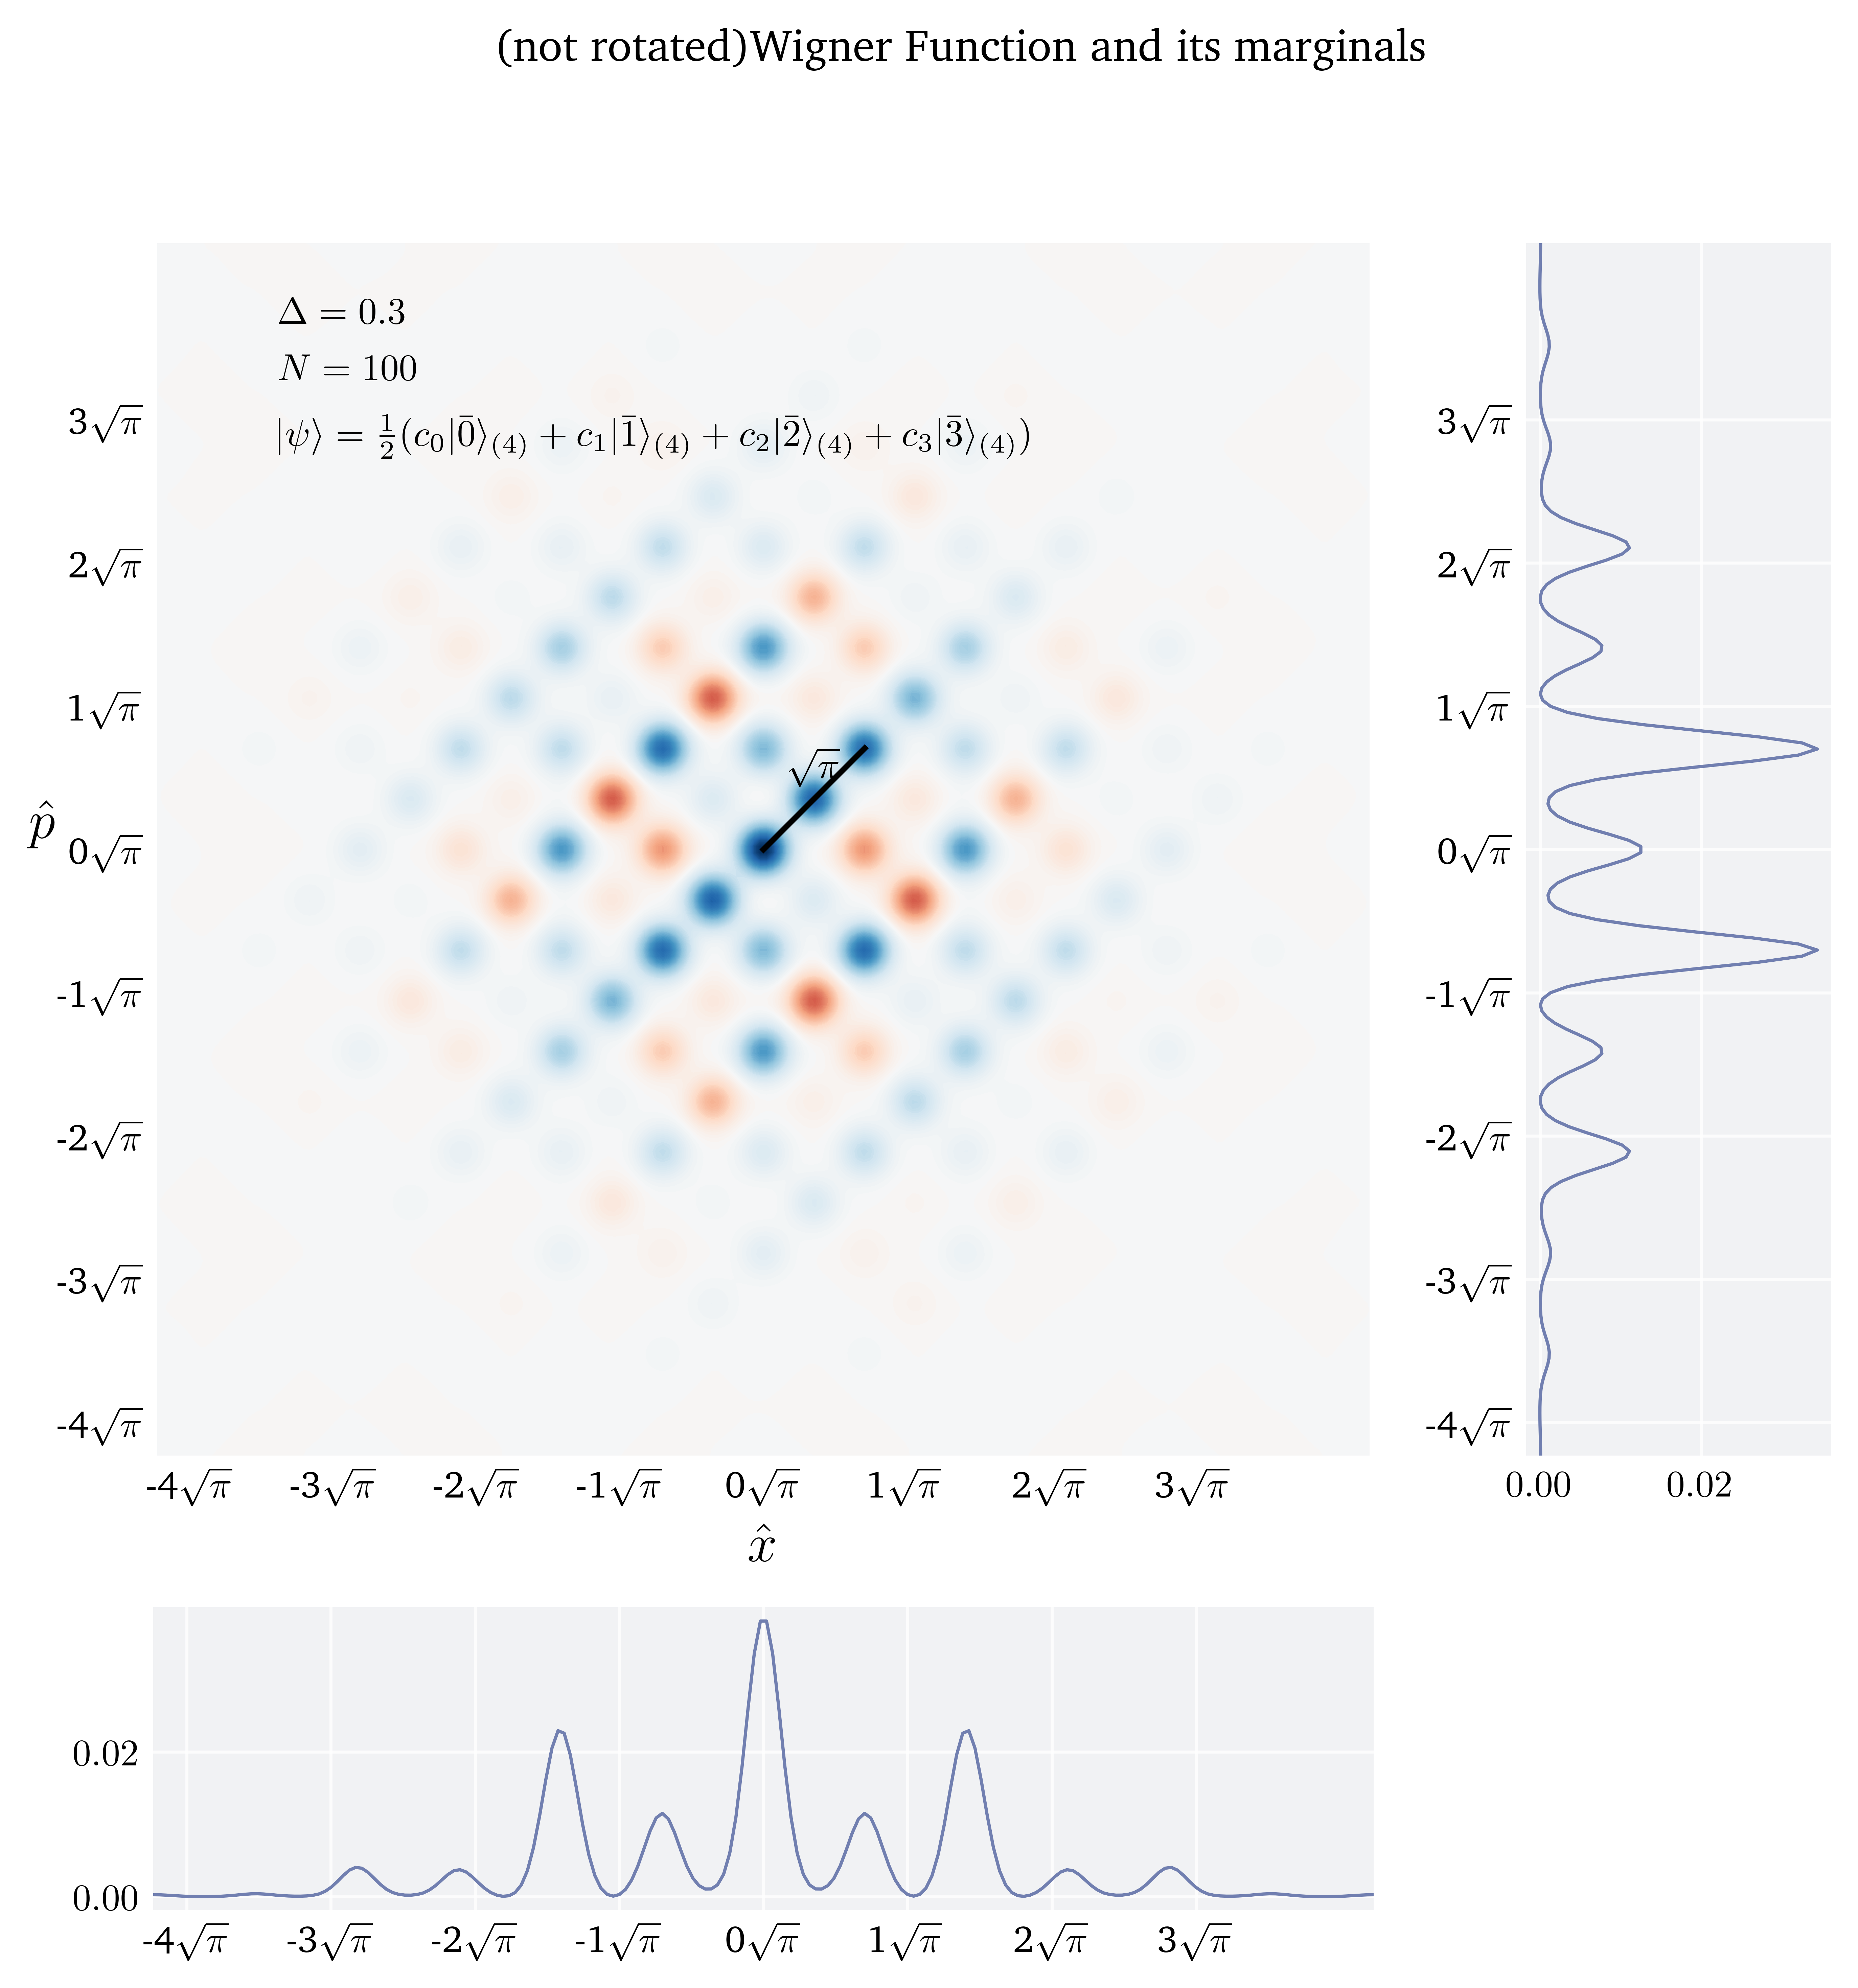 (not rotated)Wigner Function and its marginals
Δ = 0.3
N = 100
|ψ⟩ = ½(c₀|0̄⟩₍₄₎ + c₁|1̄⟩₍₄₎ + c₂|2̄⟩₍₄₎ + c₃|3̄⟩₍₄₎)
√π
3√π
2√π
1√π
0√π
-1√π
-2√π
-3√π
-4√π
p̂
-4√π -3√π -2√π -1√π 0√π 1√π 2√π 3√π
x̂
3√π
2√π
1√π
0√π
-1√π
-2√π
-3√π
-4√π
0.00 0.02
0.02
0.00
-4√π -3√π -2√π -1√π 0√π 1√π 2√π 3√π